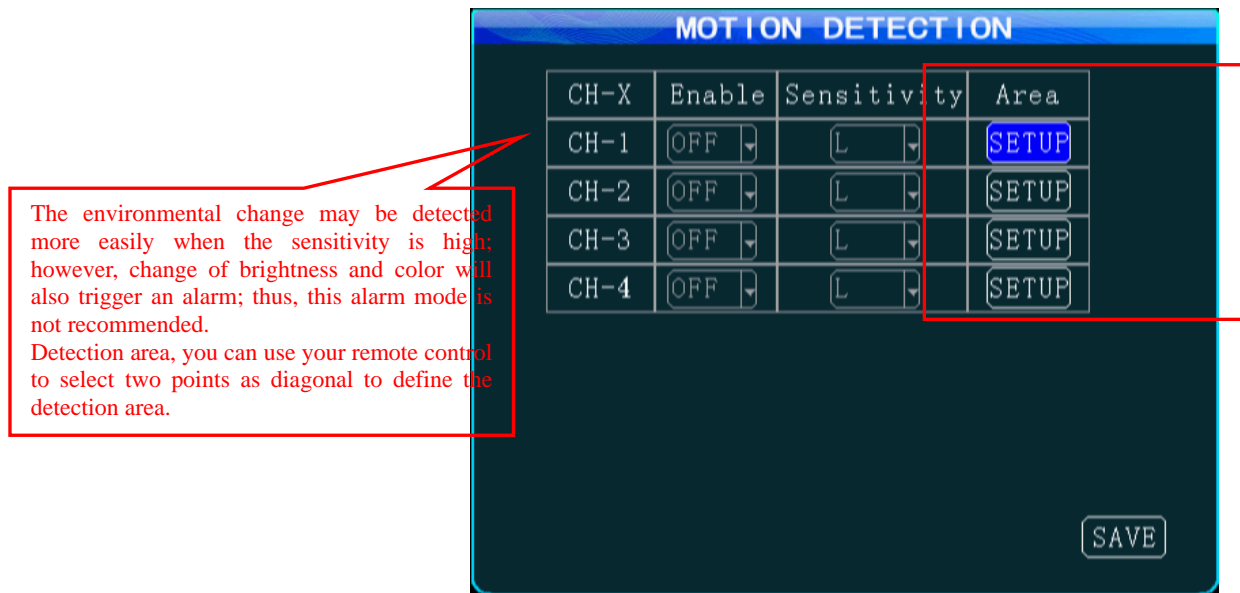 MOTION DETECTION
CH-X Enable Sensitivity Area
CH-1 OFF L SETUP
CH-2 OFF L SETUP
CH-3 OFF L SETUP
CH-4 OFF L SETUP
The environmental change may be detected
more easily when the sensitivity is high;
however, change of brightness and color will
also trigger an alarm; thus, this alarm mode is
not recommended.
Detection area, you can use your remote control
to select two points as diagonal to define the
detection area.
SAVE